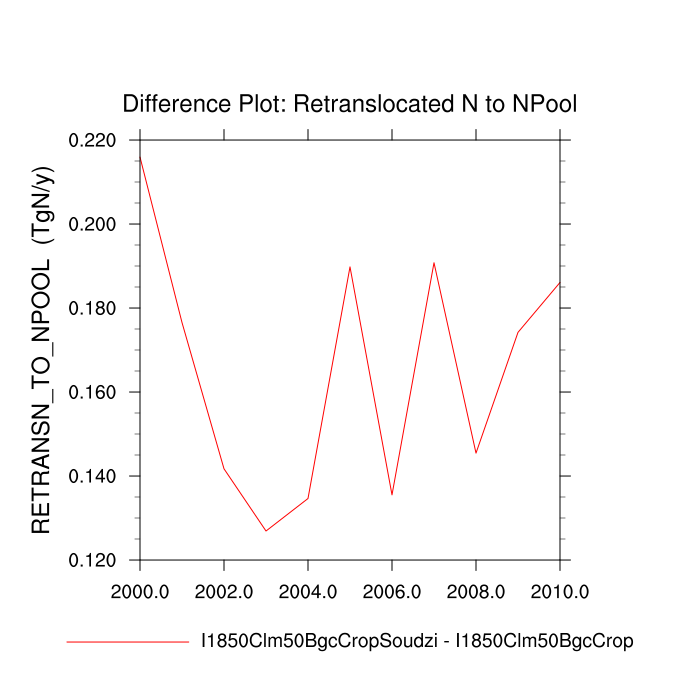 Difference Plot: Retranslocated N to NPool
RETRANSN_TO_NPOOL (TgN/y)
0.220
0.200
0.180
0.160
0.140
0.120
2000.0 2002.0 2004.0 2006.0 2008.0 2010.0
I1850Clm50BgcCropSoudzi - I1850Clm50BgcCrop